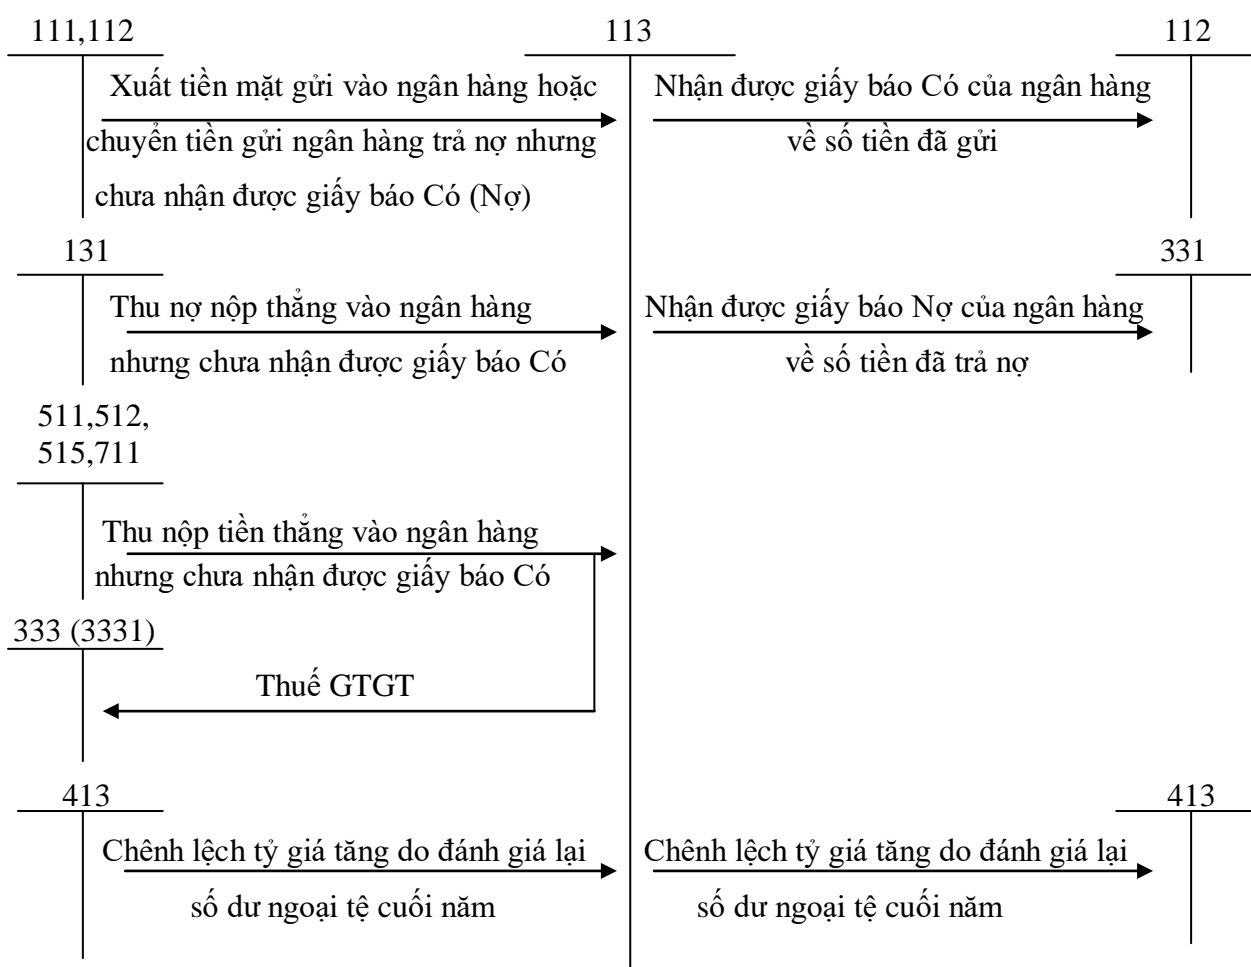 111,112
113
112
Xuất tiền mặt gửi vào ngân hàng hoặc
chuyển tiền gửi ngân hàng trả nợ nhưng
chưa nhận được giấy báo Có (Nợ)
Nhận được giấy báo Có của ngân hàng
về số tiền đã gửi
131
331
Thu nợ nộp thẳng vào ngân hàng
nhưng chưa nhận được giấy báo Có
Nhận được giấy báo Nợ của ngân hàng
về số tiền đã trả nợ
511,512,
515,711
Thu nộp tiền thẳng vào ngân hàng
nhưng chưa nhận được giấy báo Có
333 (3331)
Thuế GTGT
413
413
Chênh lệch tỷ giá tăng do đánh giá lại
số dư ngoại tệ cuối năm
Chênh lệch tỷ giá tăng do đánh giá lại
số dư ngoại tệ cuối năm